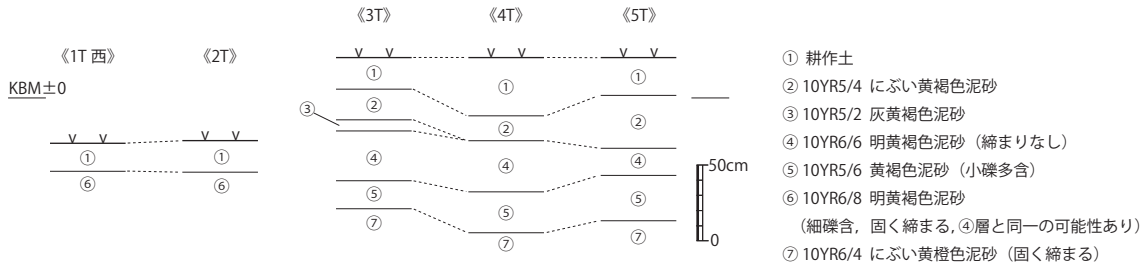 《3T》 《4T》 《5T》
《1T 西》 《2T》
KBM±0
① ① ①
② ② ②
③
④ ④ ④
⑤ ⑤ ⑤
⑦ ⑦ ⑦
① ①
⑥ ⑥
50cm
0
① 耕作土
② 10YR5/4 にぶい黄褐色泥砂
③ 10YR5/2 灰黄褐色泥砂
④ 10YR6/6 明黄褐色泥砂（締まりなし）
⑤ 10YR5/6 黄褐色泥砂（小礫多含）
⑥ 10YR6/8 明黄褐色泥砂
（細礫含，固く締まる, ④層と同一の可能性あり）
⑦ 10YR6/4 にぶい黄橙色泥砂（固く締まる）